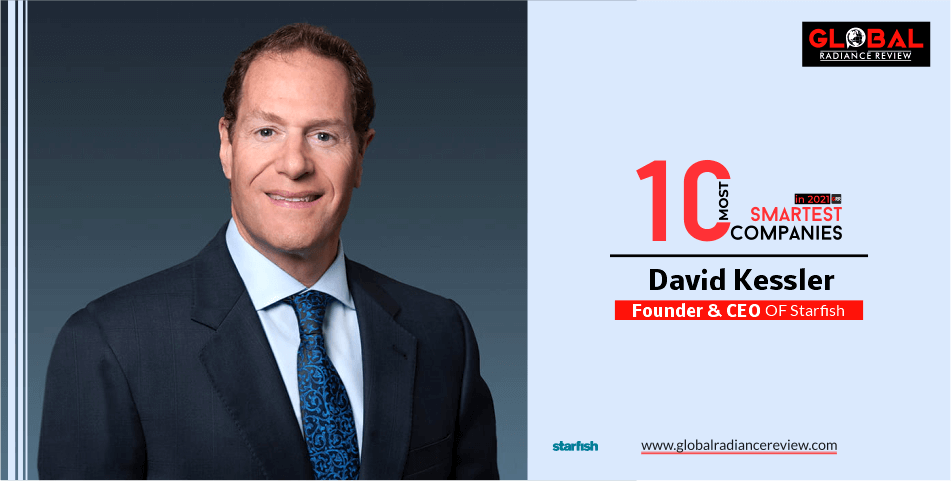 GLOBAL
RADIANCE REVIEW
10 MOST
in 2021
SMARTEST
COMPANIES
David Kessler
Founder & CEO OF Starfish
starfish
www.globalradiancereview.com